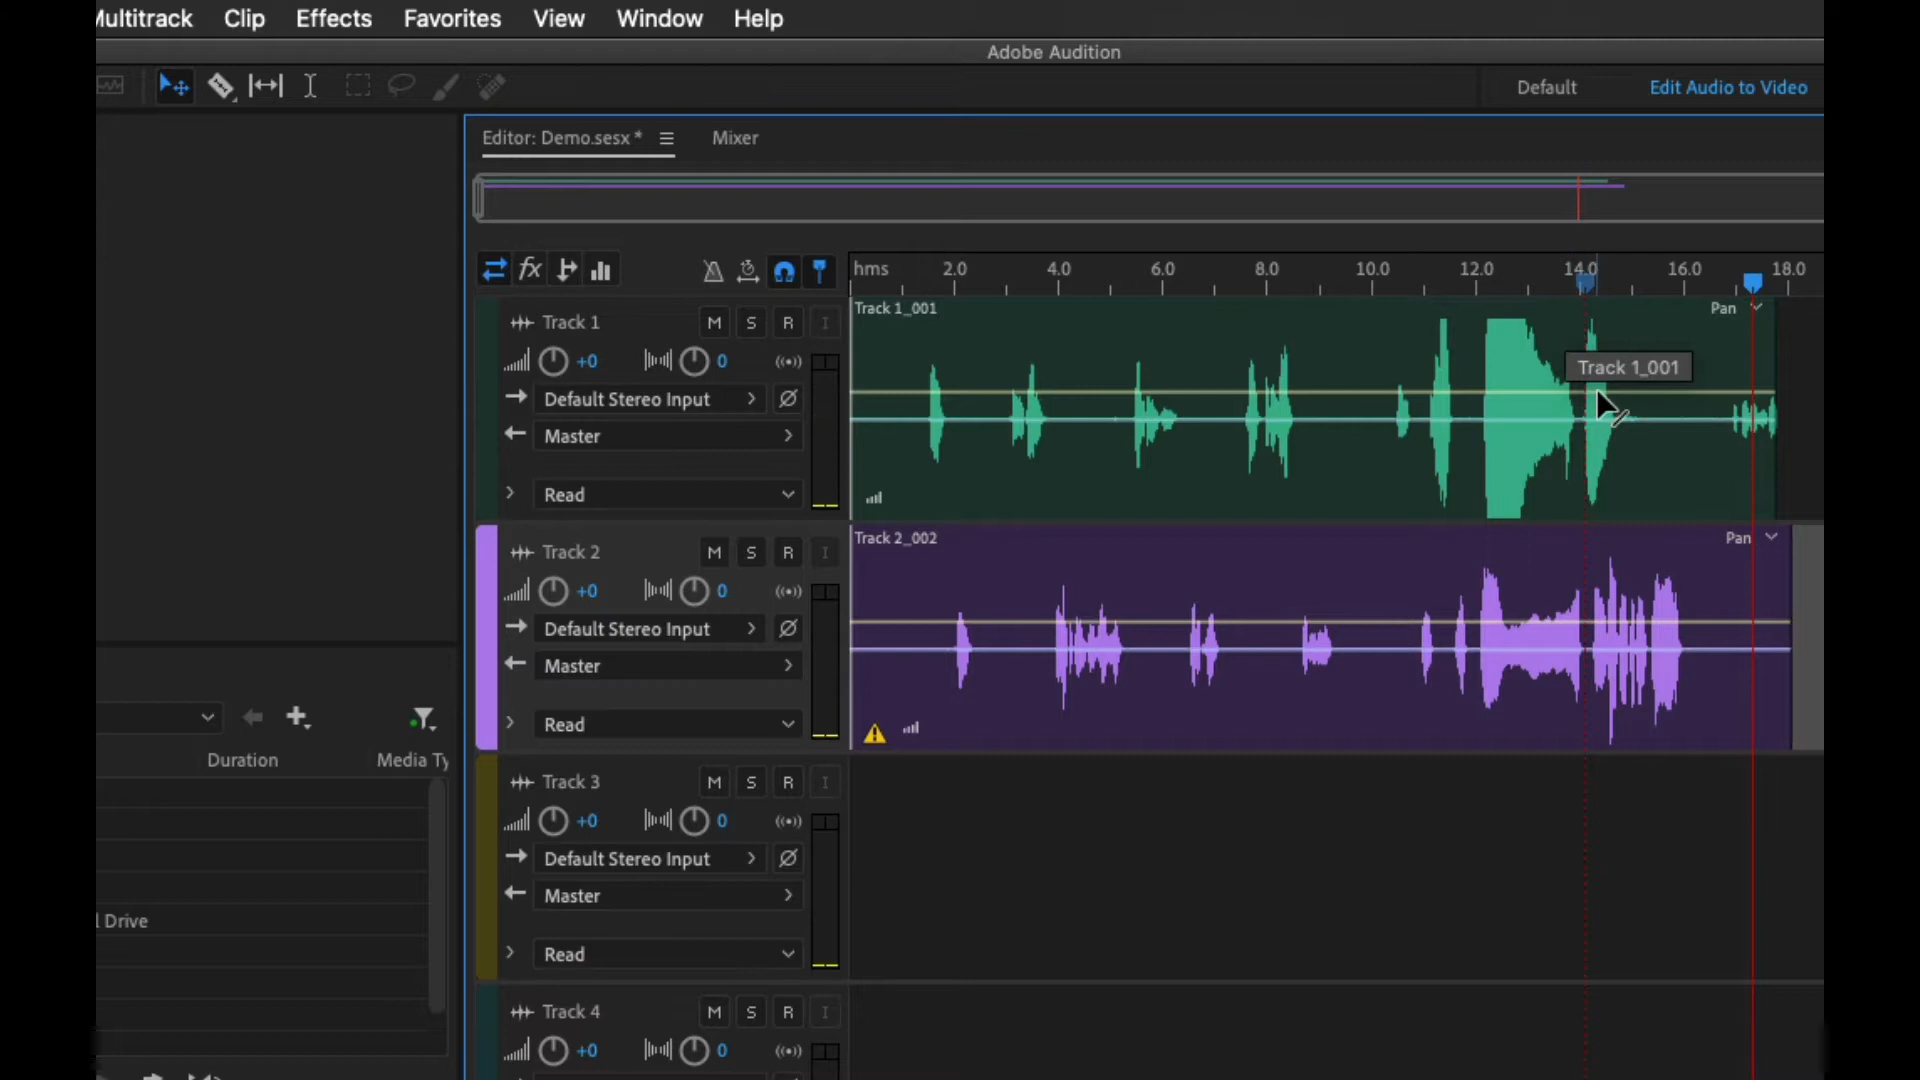 Multitrack Clip Effects Favorites View Window Help
Adobe Audition
Default Edit Audio to Video
Editor: Demo.sesx * Mixer
hms 2.0 4.0 6.0 8.0 10.0 12.0 14.0 16.0 18.0
Track 1 M S R I
+0 0
Default Stereo Input
Master
Read
Track 1_001 Pan
Track 1_001
Track 2 M S R I
+0 0
Default Stereo Input
Master
Read
Track 2_002 Pan
Duration Media Ty
l Drive
Track 3 M S R I
+0 0
Default Stereo Input
Master
Read
Track 4 M S R I
+0 0